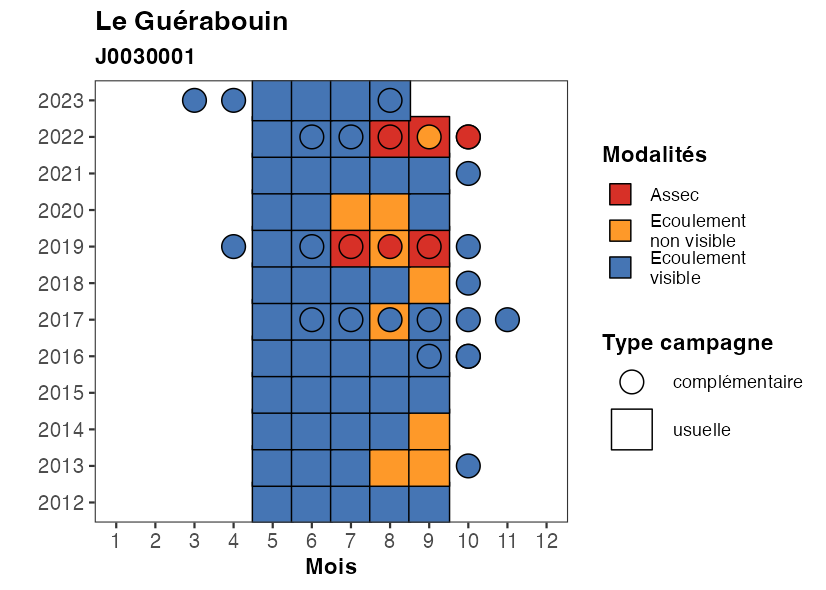 Le Guérabouin
J0030001
2023
2022
2021
2020
2019
2018
2017
2016
2015
2014
2013
2012
1 2 3 4 5 6 7 8 9 10 11 12
Mois
Modalités
Assec
Ecoulement
non visible
Ecoulement
visible
Type campagne
complémentaire
usuelle